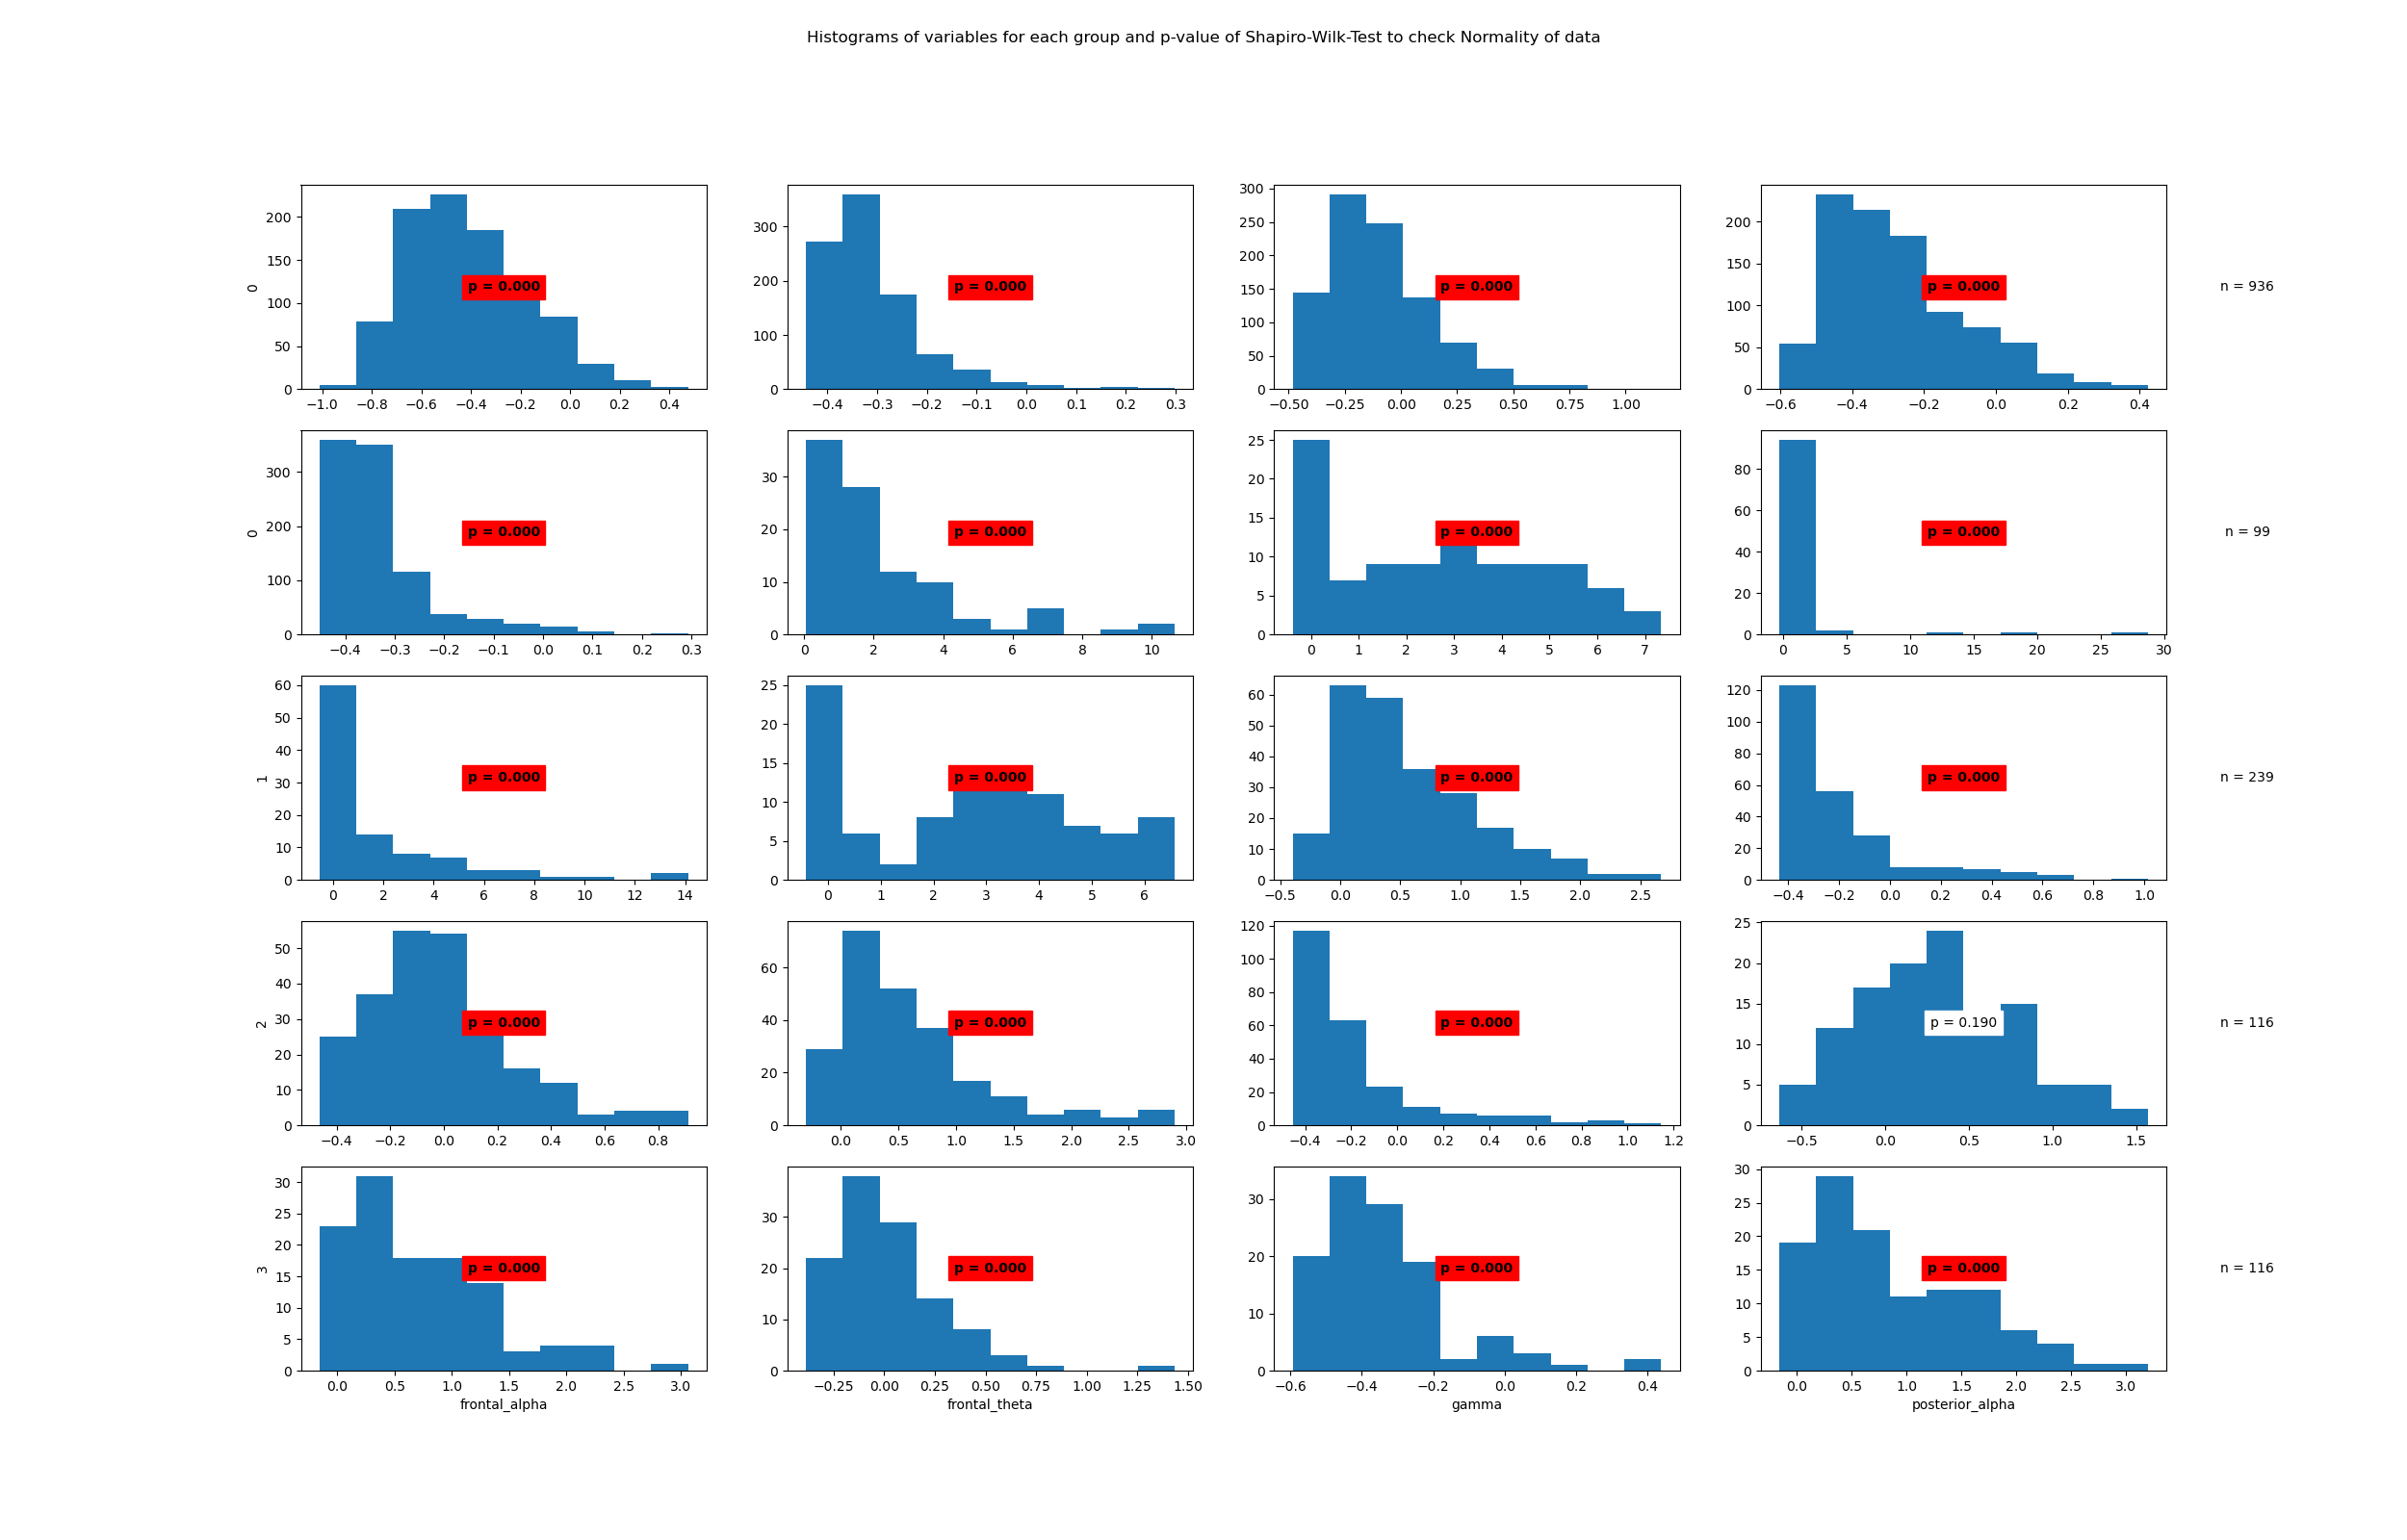 Histograms of variables for each group and p-value of Shapiro-Wilk-Test to check Normality of data
0
200
150
100
50
0
−1.0 −0.8 −0.6 −0.4 −0.2 0.0 0.2 0.4
p = 0.000
300
200
100
0
−0.4 −0.3 −0.2 −0.1 0.0 0.1 0.2 0.3
p = 0.000
300
250
200
150
100
50
0
−0.50 −0.25 0.00 0.25 0.50 0.75 1.00
p = 0.000
200
150
100
50
0
−0.6 −0.4 −0.2 0.0 0.2 0.4
p = 0.000
n = 936
0
300
200
100
0
−0.4 −0.3 −0.2 −0.1 0.0 0.1 0.2 0.3
p = 0.000
30
20
10
0
0 2 4 6 8 10
p = 0.000
25
20
15
10
5
0
0 1 2 3 4 5 6 7
p = 0.000
80
60
40
20
0
0 5 10 15 20 25 30
p = 0.000
n = 99
1
60
50
40
30
20
10
0
0 2 4 6 8 10 12 14
p = 0.000
25
20
15
10
5
0
0 1 2 3 4 5 6
p = 0.000
60
50
40
30
20
10
0
−0.5 0.0 0.5 1.0 1.5 2.0 2.5
p = 0.000
120
100
80
60
40
20
0
−0.4 −0.2 0.0 0.2 0.4 0.6 0.8 1.0
p = 0.000
n = 239
2
50
40
30
20
10
0
−0.4 −0.2 0.0 0.2 0.4 0.6 0.8
p = 0.000
60
40
20
0
0.0 0.5 1.0 1.5 2.0 2.5 3.0
p = 0.000
120
100
80
60
40
20
0
−0.4 −0.2 0.0 0.2 0.4 0.6 0.8 1.0 1.2
p = 0.000
25
20
15
10
5
0
−0.5 0.0 0.5 1.0 1.5
p = 0.190
n = 116
3
30
25
20
15
10
5
0
0.0 0.5 1.0 1.5 2.0 2.5 3.0
p = 0.000
frontal_alpha
30
20
10
0
−0.25 0.00 0.25 0.50 0.75 1.00 1.25 1.50
p = 0.000
frontal_theta
30
20
10
0
−0.6 −0.4 −0.2 0.0 0.2 0.4
p = 0.000
gamma
30
25
20
15
10
5
0
0.0 0.5 1.0 1.5 2.0 2.5 3.0
p = 0.000
posterior_alpha
n = 116